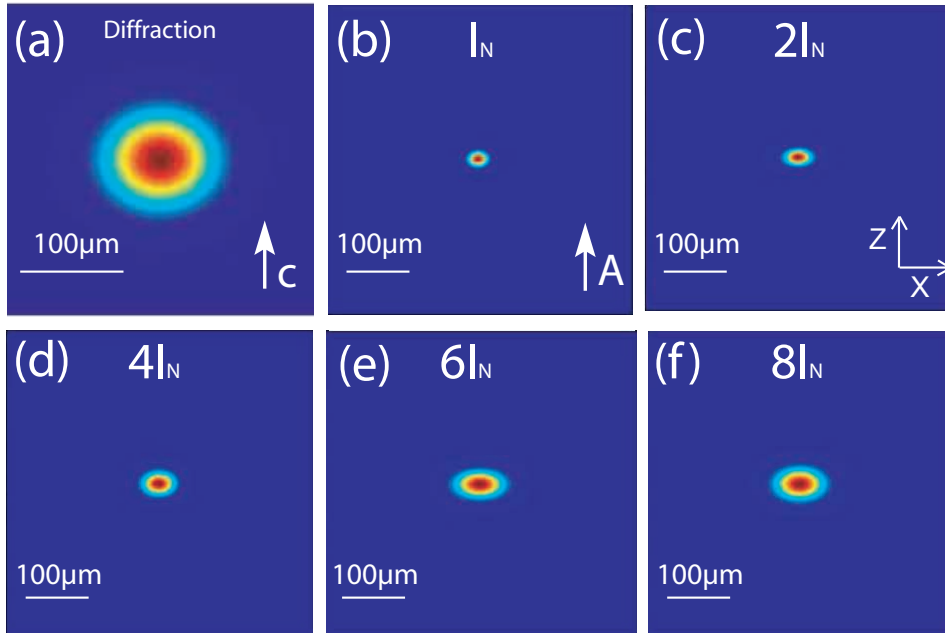 (a) Diffraction
100μm
c
(b) IN
100μm
A
(c) 2IN
100μm
Z
X
(d) 4IN
100μm
(e) 6IN
100μm
(f) 8IN
100μm